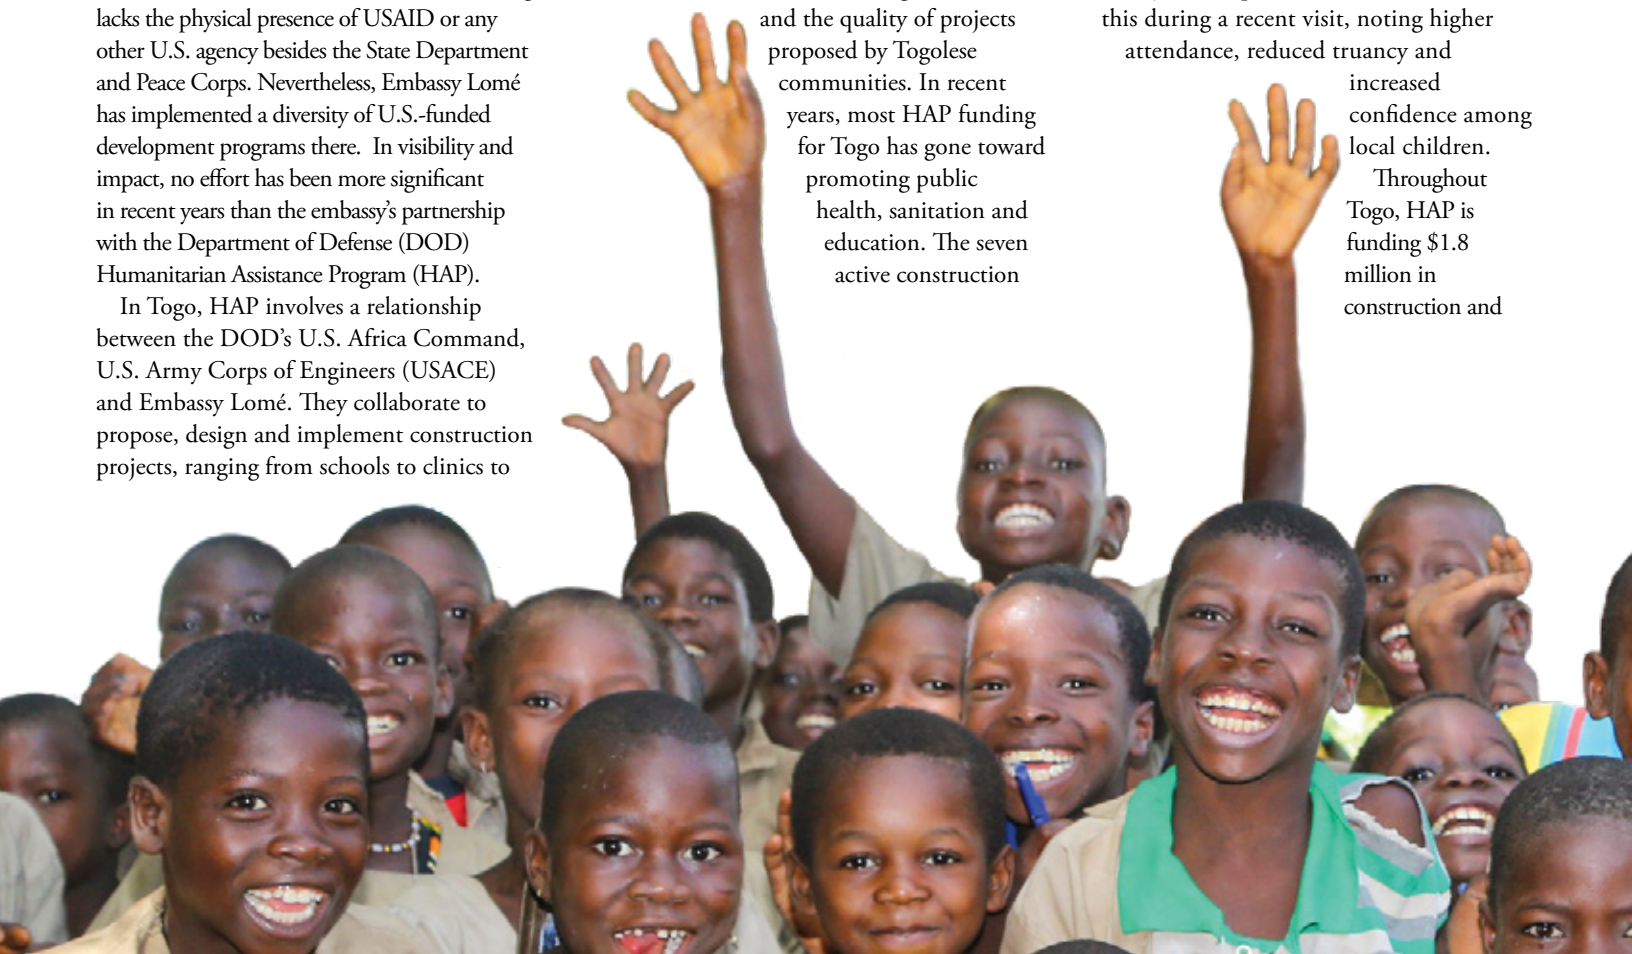 lacks the physical presence of USAID or any
other U.S. agency besides the State Department
and Peace Corps. Nevertheless, Embassy Lomé
has implemented a diversity of U.S.-funded
development programs there.  In visibility and
impact, no effort has been more significant
in recent years than the embassy’s partnership
with the Department of Defense (DOD)
Humanitarian Assistance Program (HAP).
In Togo, HAP involves a relationship
between the DOD’s U.S. Africa Command,
U.S. Army Corps of Engineers (USACE)
and Embassy Lomé. They collaborate to
propose, design and implement construction
projects, ranging from schools to clinics to
and the quality of projects
proposed by Togolese
communities. In recent
years, most HAP funding
for Togo has gone toward
promoting public
health, sanitation and
education. The seven
active construction
this during a recent visit, noting higher
attendance, reduced truancy and
increased
confidence among
local children.
Throughout
Togo, HAP is
funding $1.8
million in
construction and